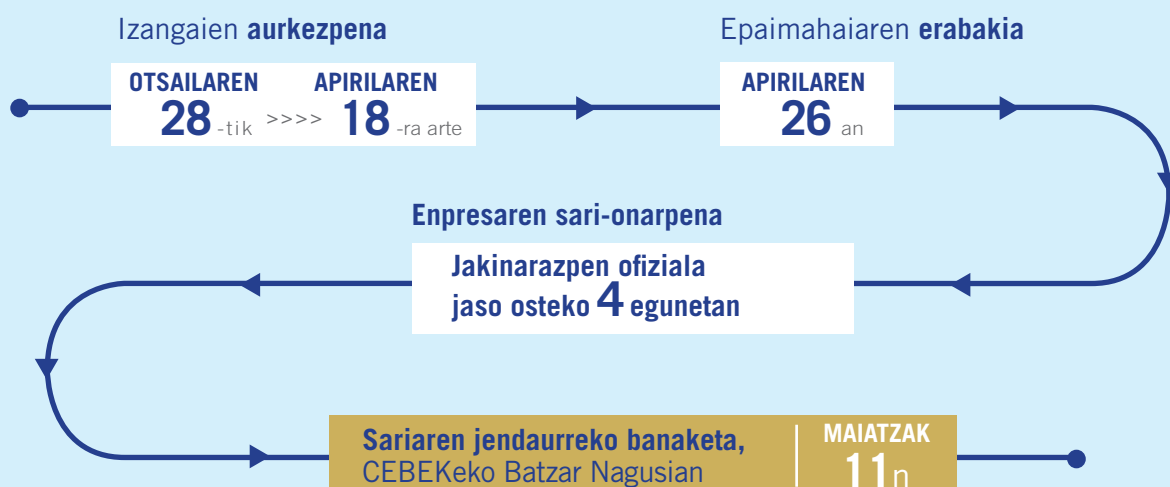 Izangaien aurkezpena
OTSAILAREN APIRILAREN
28 -tik >>>> 18 -ra arte
Epaimahaiaren erabakia
APIRILAREN
26 an
Enpresaren sari-onarpena
Jakinarazpen ofiziala
jaso osteko 4 egunetan
Sariaren jendaurreko banaketa,
CEBEKeko Batzar Nagusian
MAIATZAK
11n